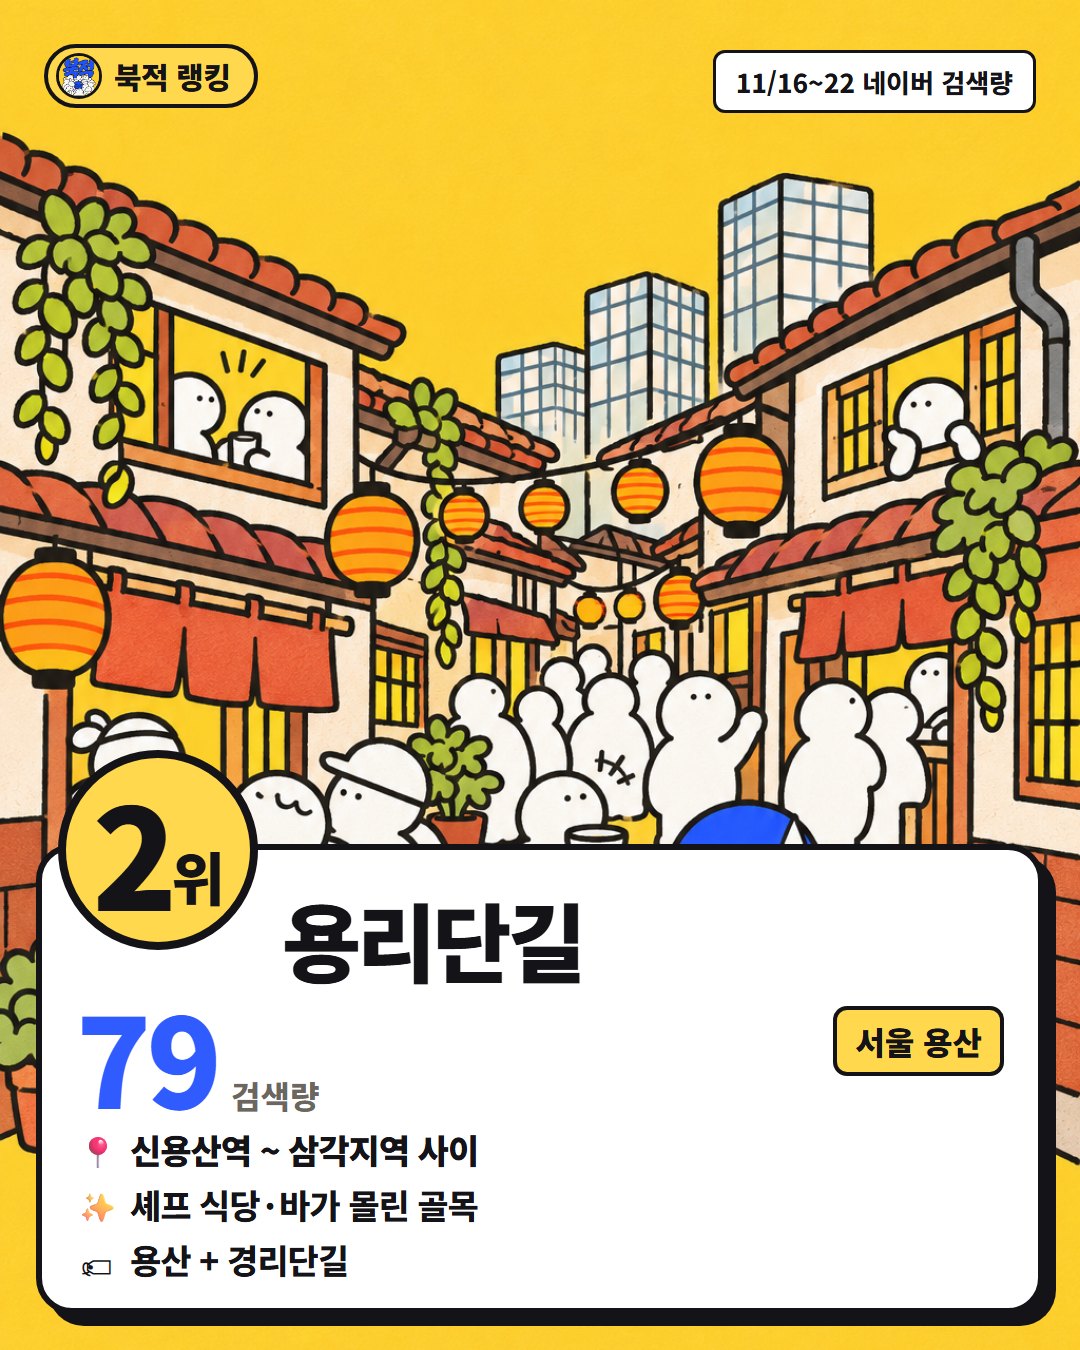 북적
북적 랭킹
11/16~22 네이버 검색량
2위
용리단길
79 검색량
서울 용산
신용산역 ~ 삼각지역 사이
셰프 식당·바가 몰린 골목
용산 + 경리단길